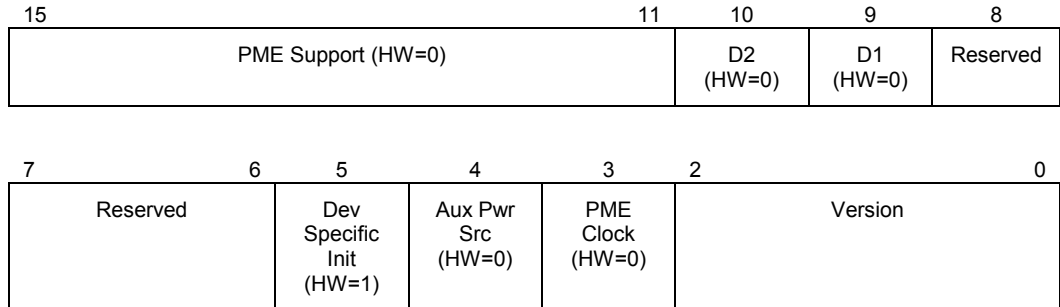 15 11 10 9 8
PME Support (HW=0) D2 D1 Reserved
(HW=0) (HW=0)
7 6 5 4 3 2 0
Reserved Dev Aux Pwr PME Version
Specific Src Clock
Init (HW=0) (HW=0)
(HW=1)